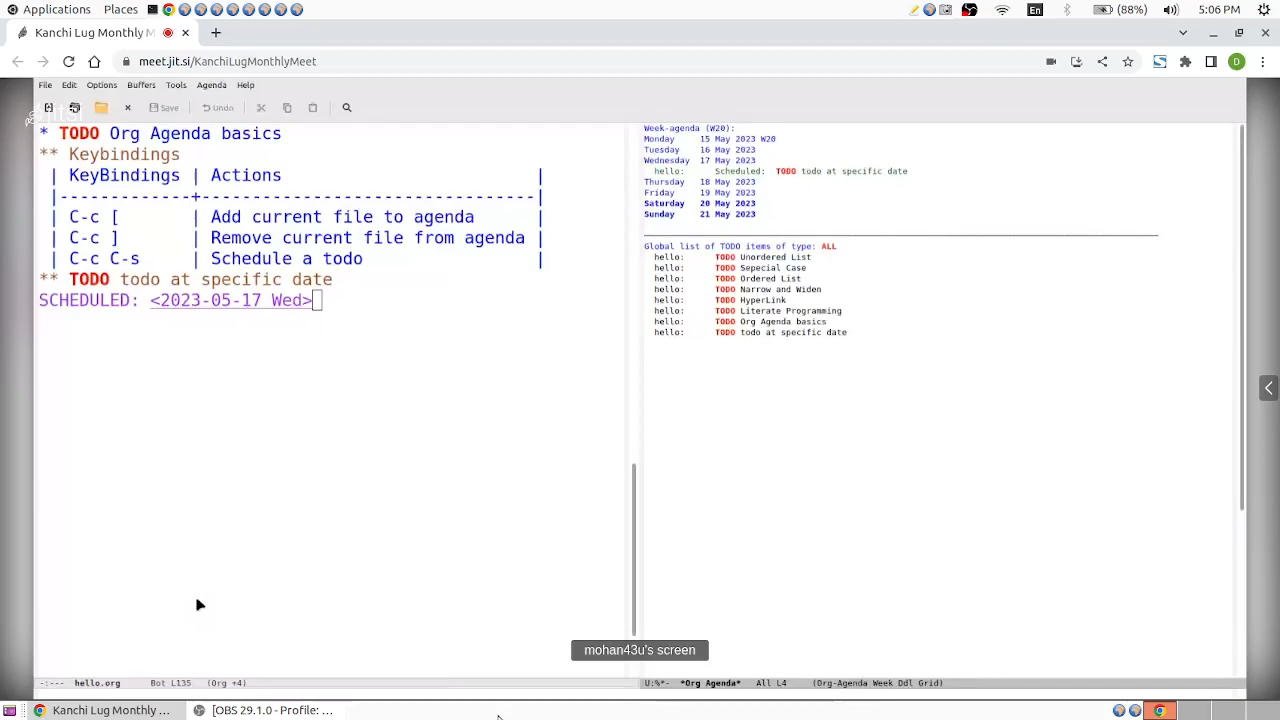 Applications Places En (88%) 5:06 PM
Kanchi Lug Monthly M
meet.jit.si/KanchiLugMonthlyMeet D
File Edit Options Buffers Tools Agenda Help
Save Undo
jitsi
* TODO Org Agenda basics
** Keybindings
| KeyBindings | Actions |
|-------------+--------------------------------|
| C-c [ | Add current file to agenda |
| C-c ] | Remove current file from agenda |
| C-c C-s | Schedule a todo |
** TODO todo at specific date
SCHEDULED: <2023-05-17 Wed>
Week-agenda (W20):
Monday 15 May 2023 W20
Tuesday 16 May 2023
Wednesday 17 May 2023
hello: Scheduled: TODO todo at specific date
Thursday 18 May 2023
Friday 19 May 2023
Saturday 20 May 2023
Sunday 21 May 2023
Global list of TODO items of type: ALL
hello: TODO Unordered List
hello: TODO Sepecial Case
hello: TODO Ordered List
hello: TODO Narrow and Widen
hello: TODO HyperLink
hello: TODO Literate Programming
hello: TODO Org Agenda basics
hello: TODO todo at specific date
mohan43u's screen
-:--- hello.org Bot L135 (Org +4)
U:%*- *Org Agenda* All L4 (Org-Agenda Week Ddl Grid)
Kanchi Lug Monthly ... [OBS 29.1.0 - Profile: ...